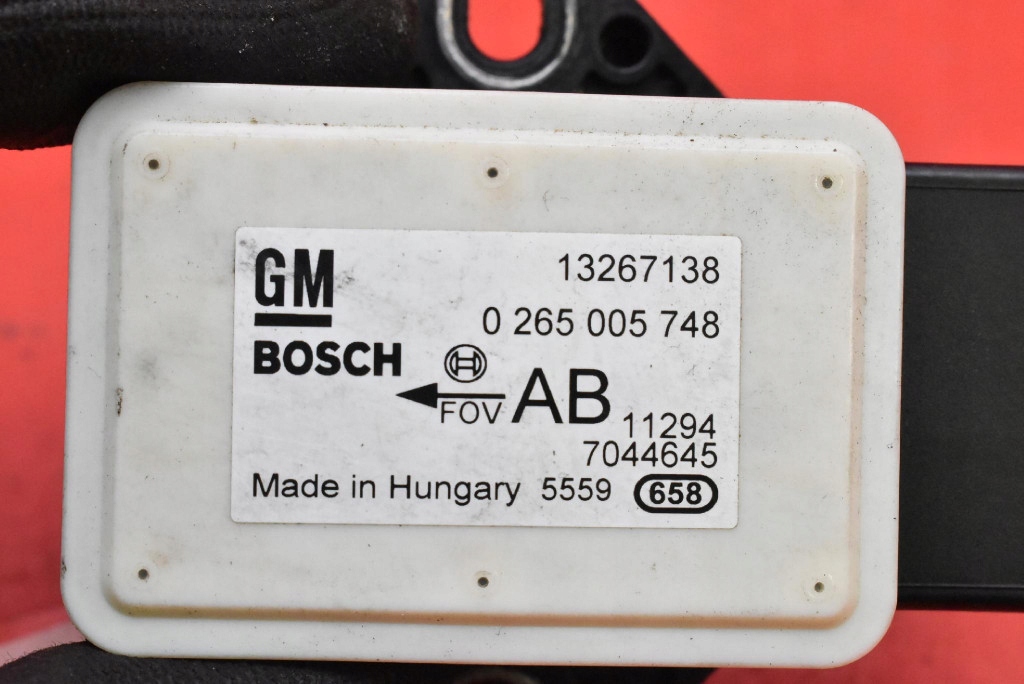 GM 13267138
0 265 005 748
BOSCH
FOV AB 11294
7044645
Made in Hungary 5559 658